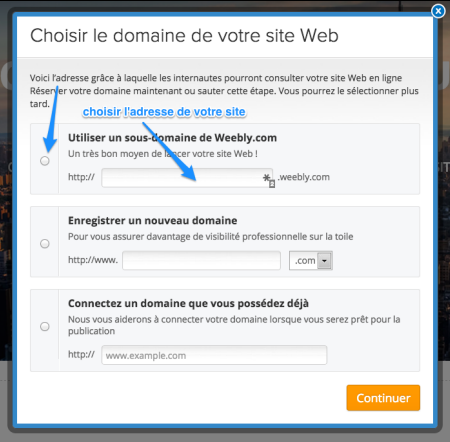 Choisir le domaine de votre site Web
Voici l'adresse grâce à laquelle les internautes pourront consulter votre site Web en ligne
Réserver votre domaine maintenant ou sauter cette étape. Vous pourrez le sélectionner plus
tard.
choisir l'adresse de votre site
Utiliser un sous-domaine de Weebly.com
Un très bon moyen de lancer votre site Web !
http:// .weebly.com
Enregistrer un nouveau domaine
Pour vous assurer davantage de visibilité professionnelle sur la toile
http://www. .com
Connectez un domaine que vous possédez déjà
Nous vous aiderons à connecter votre domaine lorsque vous serez prêt pour la
publication
http:// www.example.com
Continuer